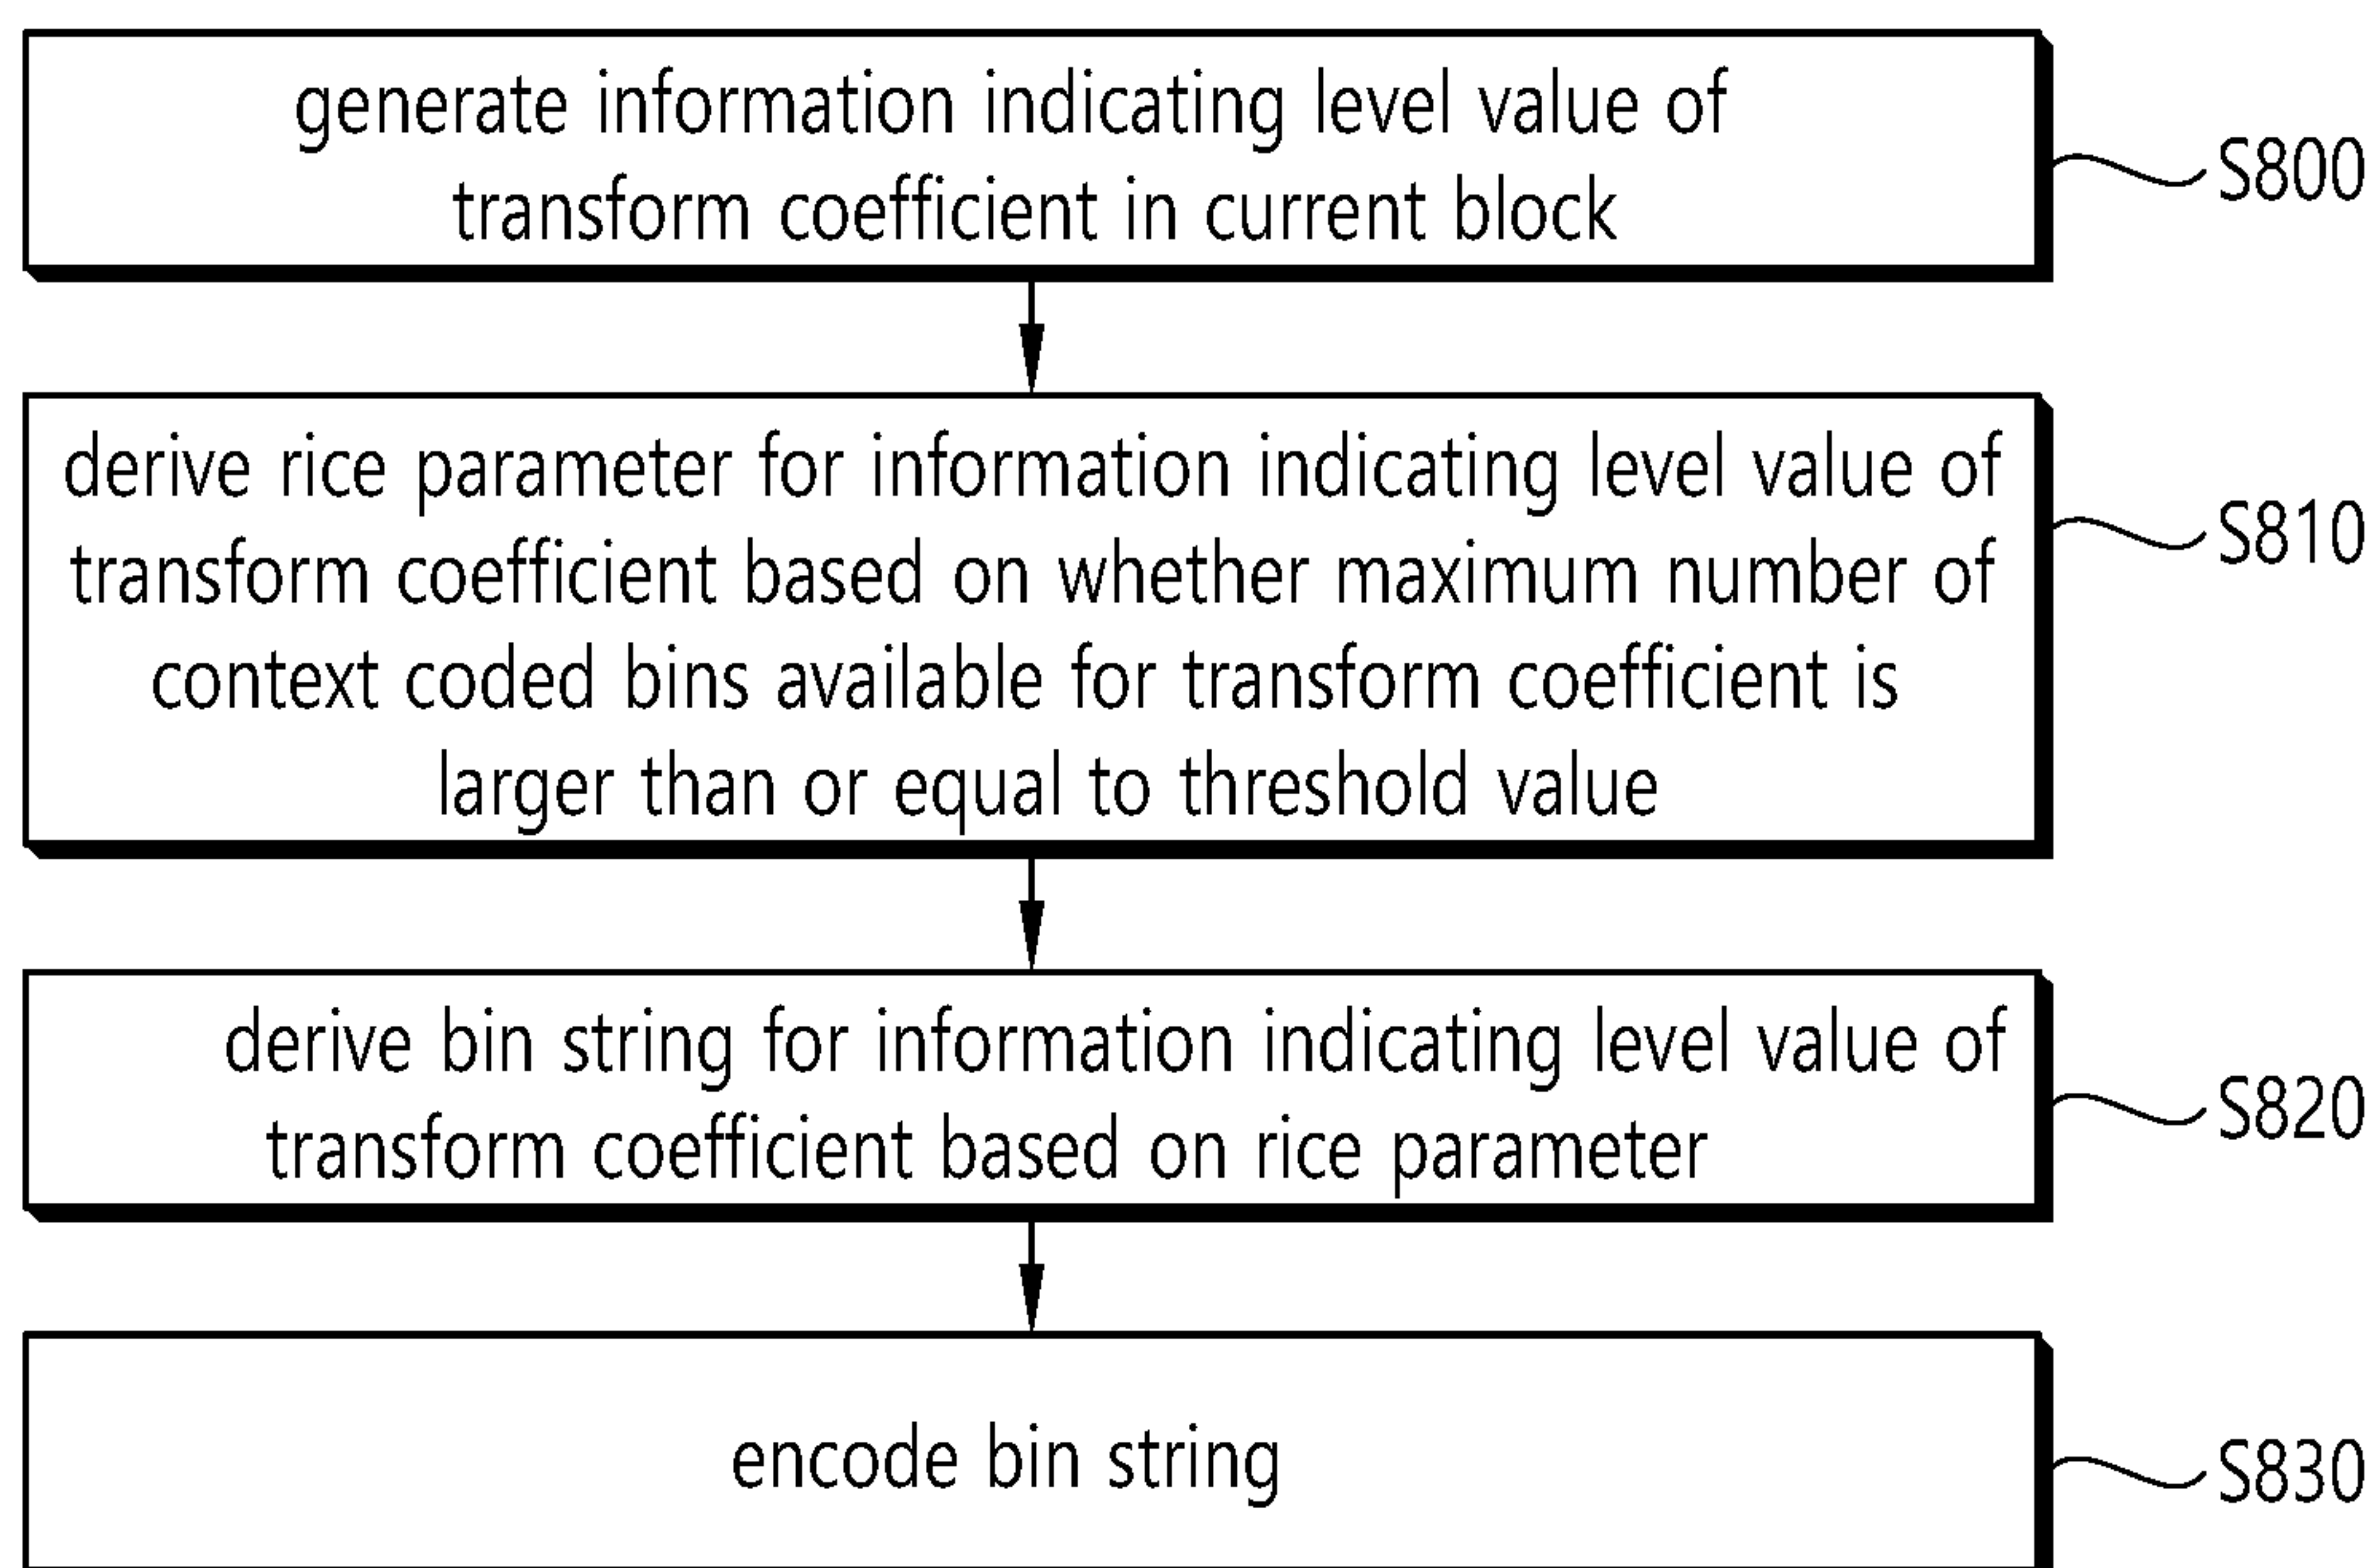 generate information indicating level value of
transform coefficient in current block
S800
derive rice parameter for information indicating level value of
transform coefficient based on whether maximum number of
context coded bins available for transform coefficient is
larger than or equal to threshold value
S810
derive bin string for information indicating level value of
transform coefficient based on rice parameter
S820
encode bin string
S830